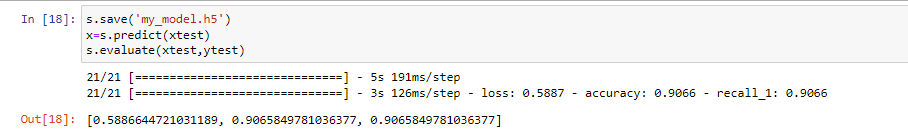 In [18]: s.save('my_model.h5')
x=s.predict(xtest)
s.evaluate(xtest,ytest)
21/21 [==============================] - 5s 191ms/step
21/21 [==============================] - 3s 126ms/step - loss: 0.5887 - accuracy: 0.9066 - recall_1: 0.9066
Out[18]: [0.5886644721031189, 0.9065849781036377, 0.9065849781036377]